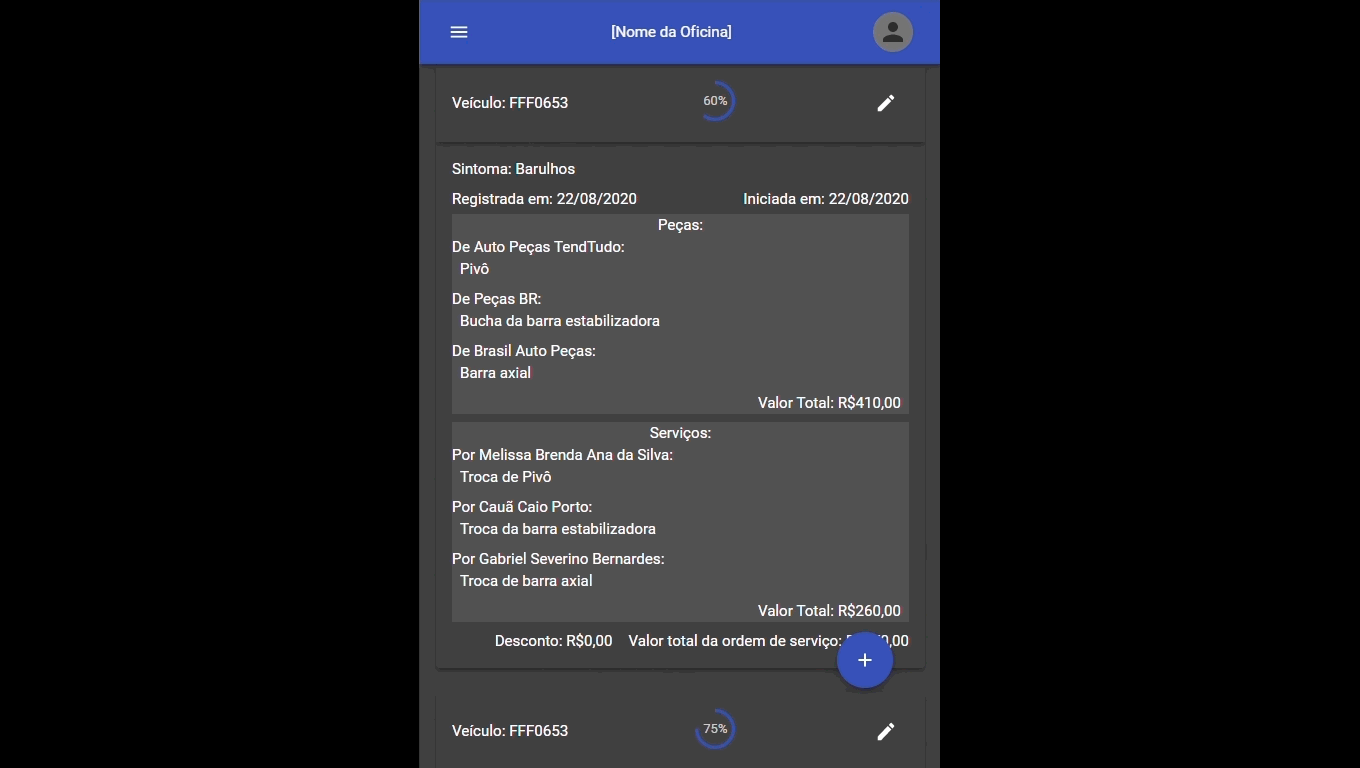 [Nome da Oficina]
Veículo: FFF0653 60%
Sintoma: Barulhos
Registrada em: 22/08/2020 Iniciada em: 22/08/2020
Peças:
De Auto Peças TendTudo:
Pivô
De Peças BR:
Bucha da barra estabilizadora
De Brasil Auto Peças:
Barra axial
Valor Total: R$410,00
Serviços:
Por Melissa Brenda Ana da Silva:
Troca de Pivô
Por Cauã Caio Porto:
Troca da barra estabilizadora
Por Gabriel Severino Bernardes:
Troca de barra axial
Valor Total: R$260,00
Desconto: R$0,00 Valor total da ordem de serviço:
Veículo: FFF0653 75%